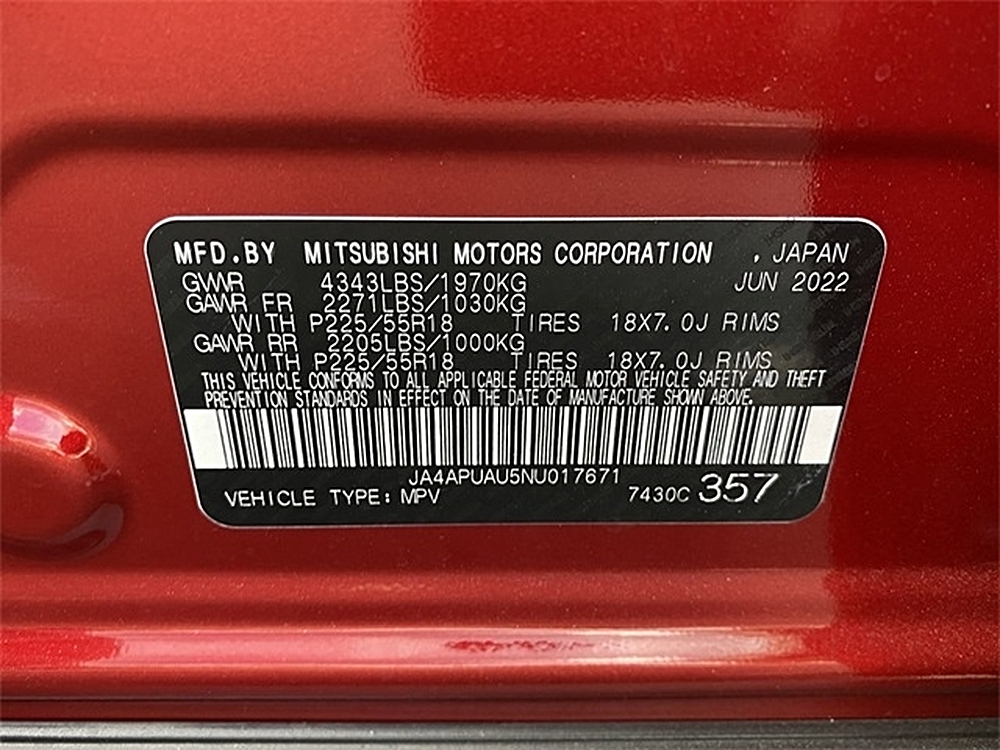 MFD.BY MITSUBISHI MOTORS CORPORATION , JAPAN
GVWR 4343LBS/1970KG JUN 2022
GAWR FR 2271LBS/1030KG
WITH P225/55R18 TIRES 18X7.0J RIMS
GAWR RR 2205LBS/1000KG
WITH P225/55R18 TIRES 18X7.0J RIMS
THIS VEHICLE CONFORMS TO ALL APPLICABLE FEDERAL MOTOR VEHICLE SAFETY AND THEFT
PREVENTION STANDARDS IN EFFECT ON THE DATE OF MANUFACTURE SHOWN ABOVE.
JA4APUAU5NU017671
VEHICLE TYPE: MPV 7430C 357